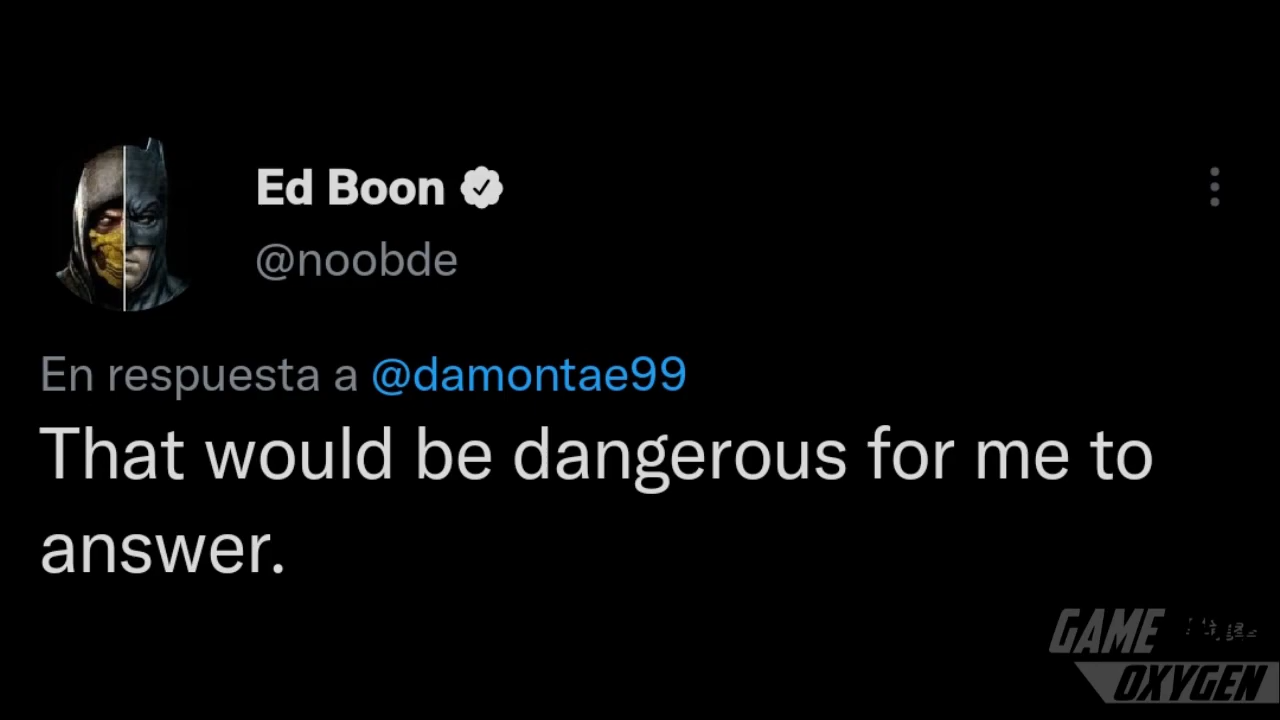 Ed Boon
@noobde
En respuesta a @damontae99
That would be dangerous for me to
answer.
GAME
OXYGEN